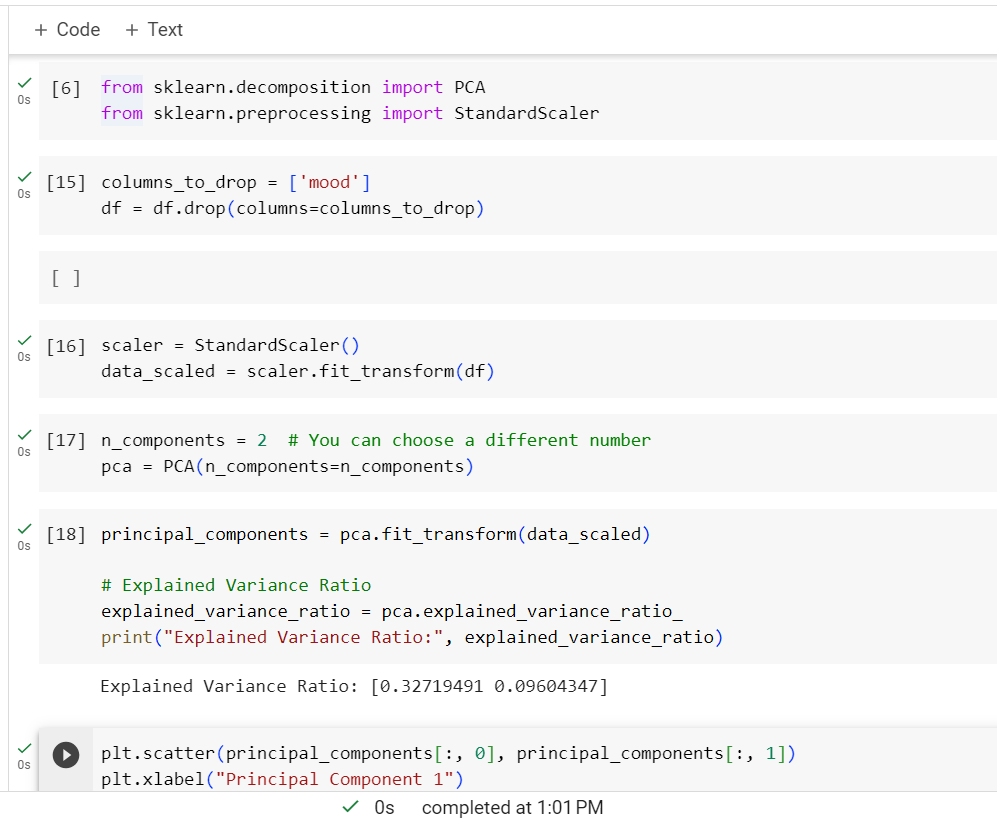 + Code + Text
0s
[6] from sklearn.decomposition import PCA
from sklearn.preprocessing import StandardScaler
0s
[15] columns_to_drop = ['mood']
df = df.drop(columns=columns_to_drop)
[ ]
0s
[16] scaler = StandardScaler()
data_scaled = scaler.fit_transform(df)
0s
[17] n_components = 2  # You can choose a different number
pca = PCA(n_components=n_components)
0s
[18] principal_components = pca.fit_transform(data_scaled)
# Explained Variance Ratio
explained_variance_ratio = pca.explained_variance_ratio_
print("Explained Variance Ratio:", explained_variance_ratio)
Explained Variance Ratio: [0.32719491 0.09604347]
0s
plt.scatter(principal_components[:, 0], principal_components[:, 1])
plt.xlabel("Principal Component 1")
0s completed at 1:01 PM